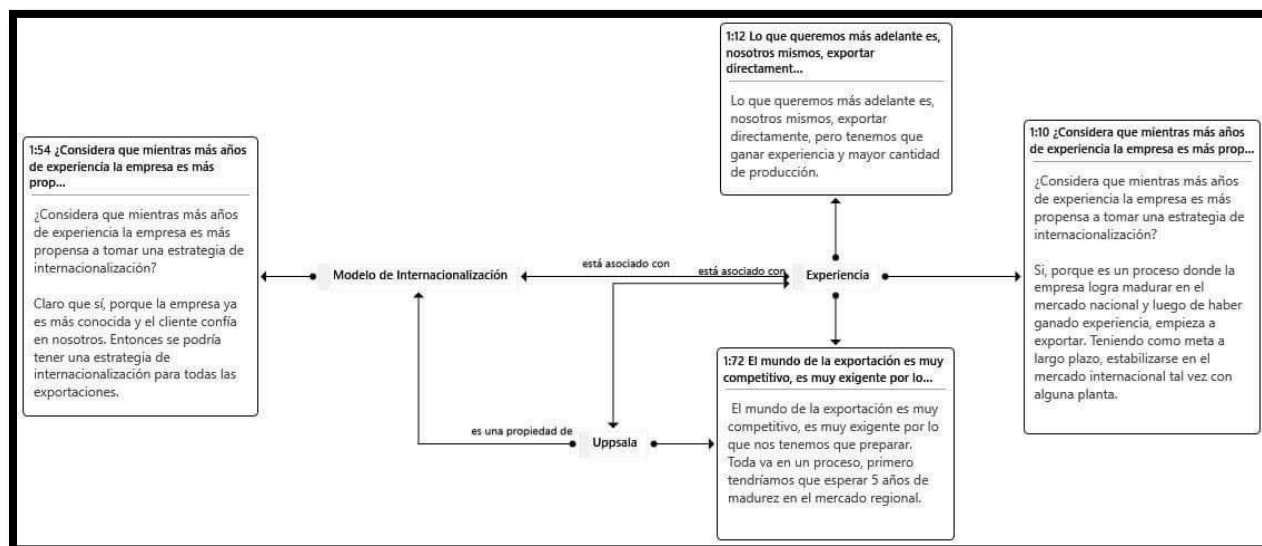 1:12 Lo que queremos más adelante es,
nosotros mismos, exportar
directament...
Lo que queremos más adelante es,
nosotros mismos, exportar
directamente, pero tenemos que
ganar experiencia y mayor cantidad
de producción.
1:54 ¿Considera que mientras más años
de experiencia la empresa es más
prop...
¿Considera que mientras más años
de experiencia la empresa es más
propensa a tomar una estrategia de
internacionalización?
Claro que sí, porque la empresa ya
es más conocida y el cliente confía
en nosotros. Entonces se podría
tener una estrategia de
internacionalización para todas las
exportaciones.
Modelo de Internacionalización
está asociado con
está asociado con
Experiencia
1:10 ¿Considera que mientras más años
de experiencia la empresa es más prop...
¿Considera que mientras más años
de experiencia la empresa es más
propensa a tomar una estrategia de
internacionalización?
Si, porque es un proceso donde la
empresa logra madurar en el
mercado nacional y luego de haber
ganado experiencia, empieza a
exportar. Teniendo como meta a
largo plazo, estabilizarse en el
mercado internacional tal vez con
alguna planta.
es una propiedad de
Uppsala
1:72 El mundo de la exportación es muy
competitivo, es muy exigente por lo...
El mundo de la exportación es muy
competitivo, es muy exigente por lo
que nos tenemos que preparar.
Toda va en un proceso, primero
tendríamos que esperar 5 años de
madurez en el mercado regional.